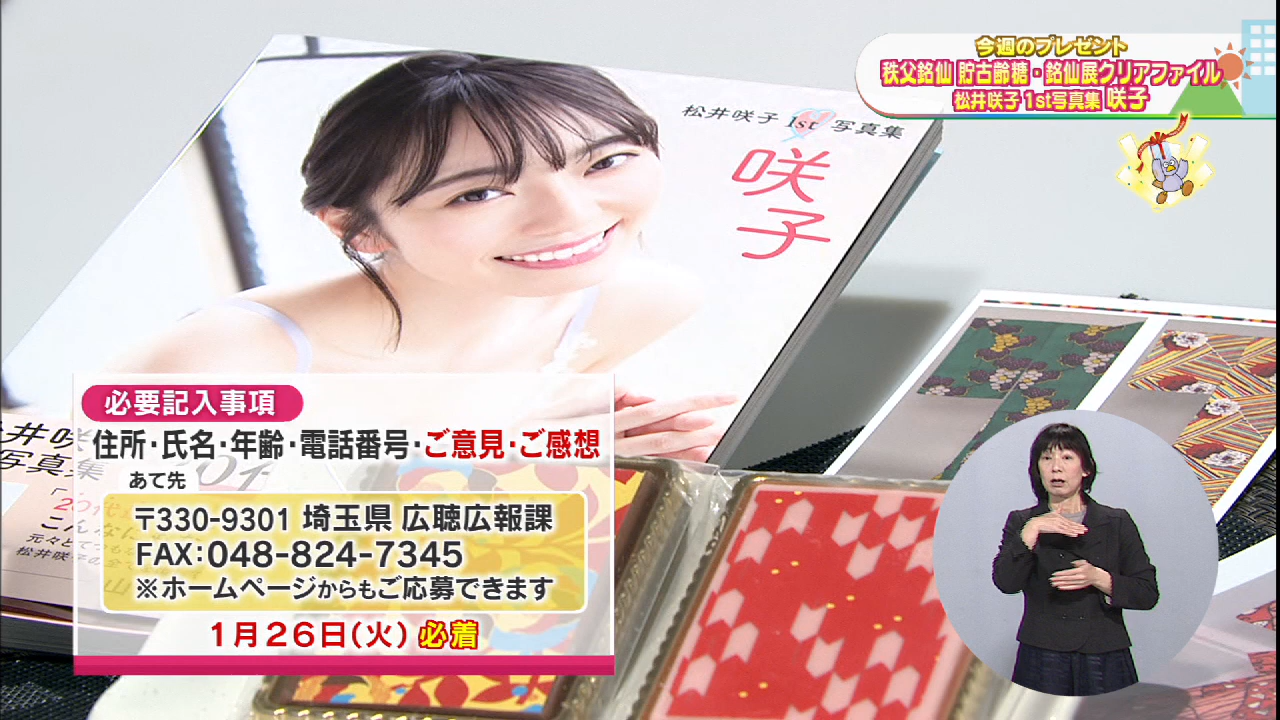 今週のプレゼント
秩父銘仙 貯古齢糖・銘仙展クリアファイル
松井咲子 1st写真集 咲子
松井咲子 1st 写真集
咲子
必要記入事項
住所・氏名・年齢・電話番号・ご意見・ご感想
あて先
〒330-9301 埼玉県 広聴広報課
FAX:048-824-7345
※ホームページからもご応募できます
1月26日(火) 必着
写真集